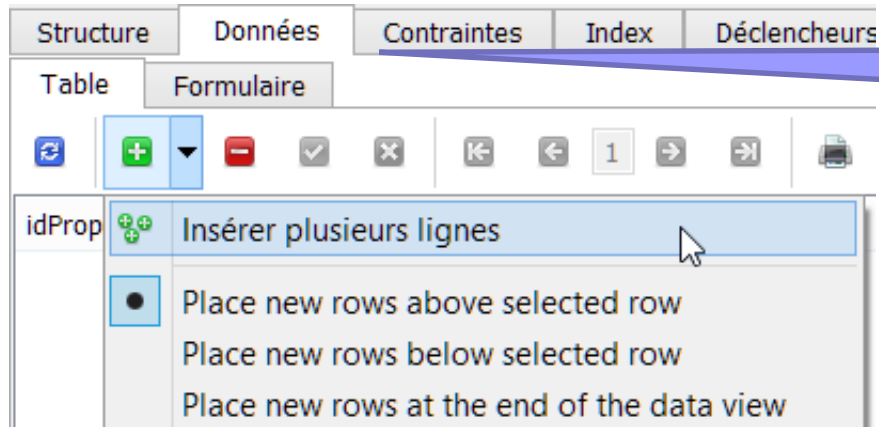 Structure Données Contraintes Index Déclencheurs
Table Formulaire
1
idProp
Insérer plusieurs lignes
Place new rows above selected row
Place new rows below selected row
Place new rows at the end of the data view